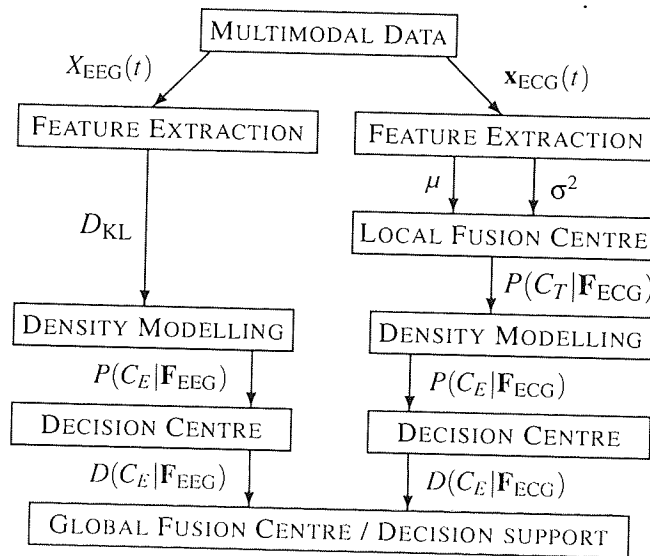 MULTIMODAL DATA
X_EEG(t)
𝐱_ECG(t)
FEATURE EXTRACTION
FEATURE EXTRACTION
μ
σ²
D_KL
LOCAL FUSION CENTRE
P(C_T|𝐅_ECG)
DENSITY MODELLING
DENSITY MODELLING
P(C_E|𝐅_EEG)
P(C_E|𝐅_ECG)
DECISION CENTRE
DECISION CENTRE
D(C_E|𝐅_EEG)
D(C_E|𝐅_ECG)
GLOBAL FUSION CENTRE / DECISION SUPPORT